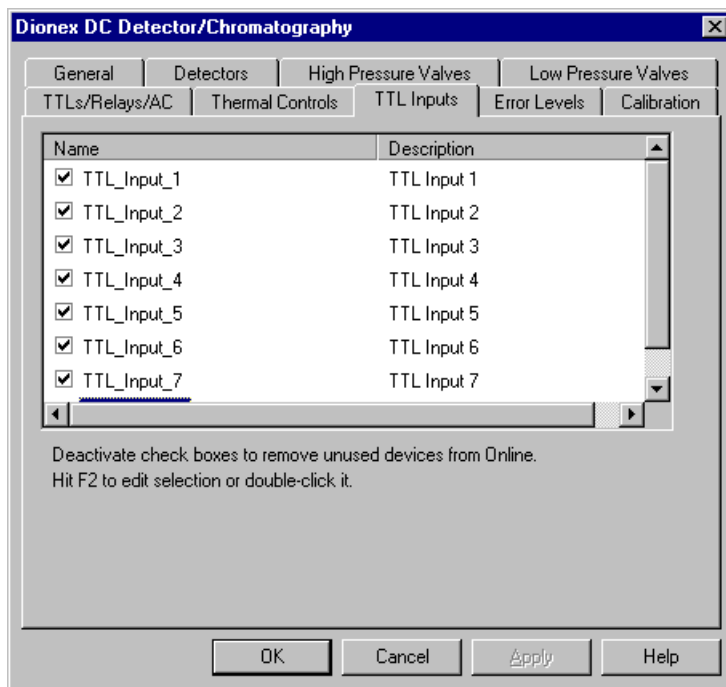 Dionex DC Detector/Chromatography
General Detectors High Pressure Valves Low Pressure Valves
TTLs/Relays/AC Thermal Controls TTL Inputs Error Levels Calibration
Name Description
TTL_Input_1 TTL Input 1
TTL_Input_2 TTL Input 2
TTL_Input_3 TTL Input 3
TTL_Input_4 TTL Input 4
TTL_Input_5 TTL Input 5
TTL_Input_6 TTL Input 6
TTL_Input_7 TTL Input 7
Deactivate check boxes to remove unused devices from Online.
Hit F2 to edit selection or double-click it.
OK Cancel Apply Help